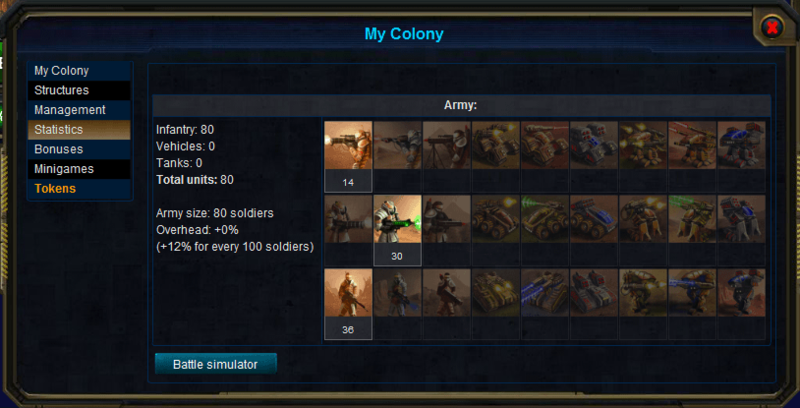 My Colony
My Colony
Structures
Management
Statistics
Bonuses
Minigames
Tokens
Army:
Infantry: 80
Vehicles: 0
Tanks: 0
Total units: 80
Army size: 80 soldiers
Overhead: +0%
(+12% for every 100 soldiers)
14
30
36
Battle simulator